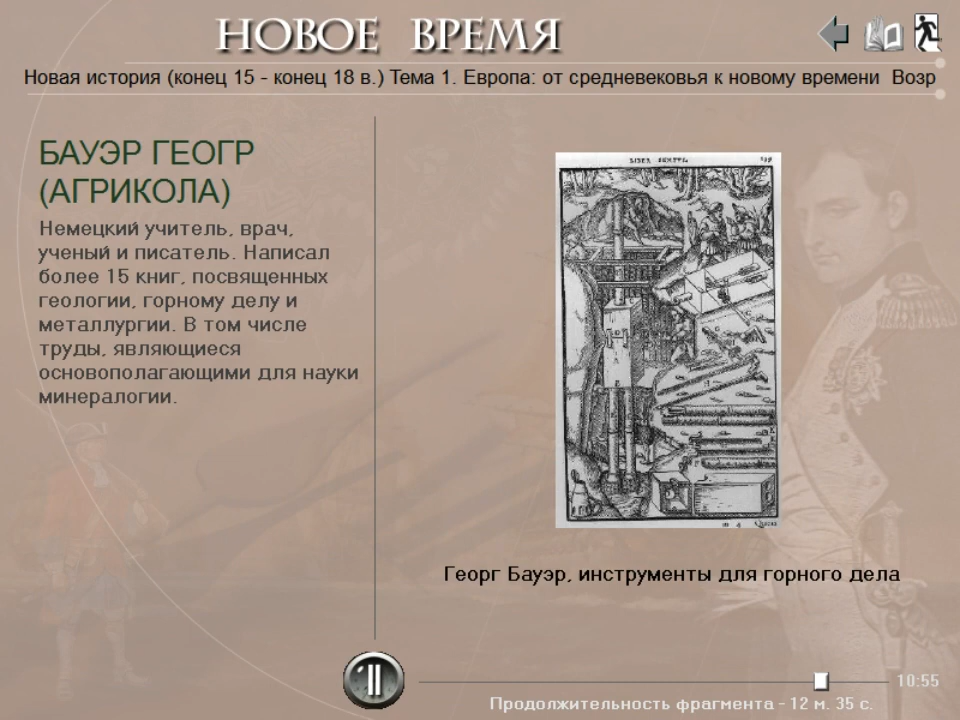 НОВОЕ ВРЕМЯ
Новая история (конец 15 - конец 18 в.) Тема 1. Европа: от средневековья к новому времени Возр
БАУЭР ГЕОГР
(АГРИКОЛА)
Немецкий учитель, врач,
ученый и писатель. Написал
более 15 книг, посвященных
геологии, горному делу и
металлургии. В том числе
труды, являющиеся
основополагающими для науки
минералогии.
LIBER SEXTVS.
Георг Бауэр, инструменты для горного дела
10:55
Продолжительность фрагмента - 12 м. 35 с.